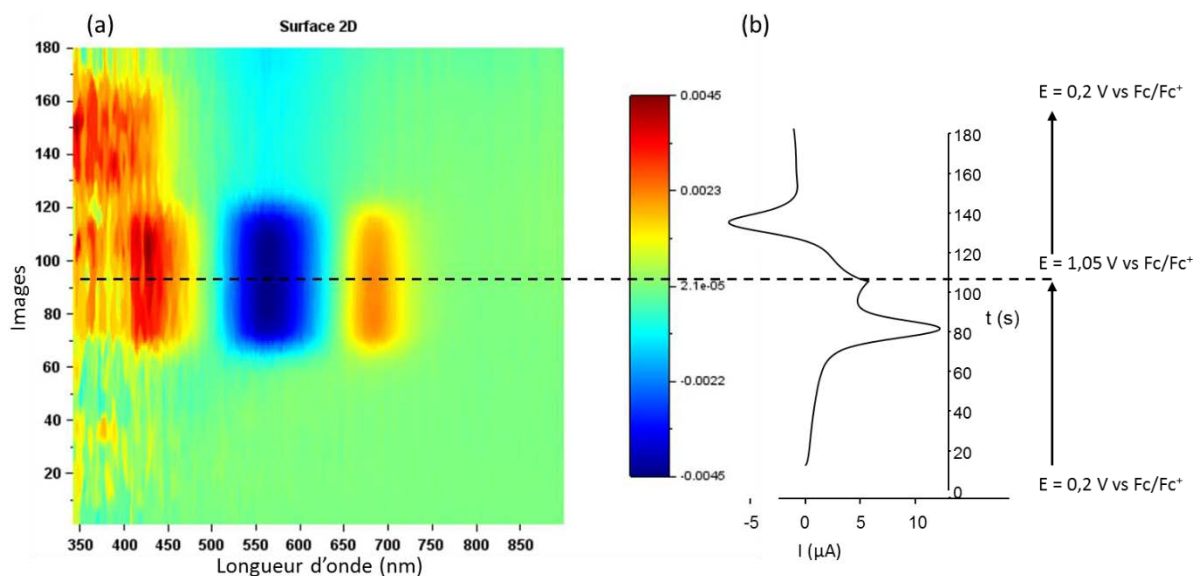 (a)
Surface 2D
180
160
140
120
100
80
60
40
20
Images
350 400 450 500 550 600 650 700 750 800 850
Longueur d'onde (nm)
0.0045
0.0023
2.1e-05
-0.0022
-0.0045
(b)
E = 0,2 V vs Fc/Fc⁺
180
160
140
120
E = 1,05 V vs Fc/Fc⁺
100
t (s)
80
60
40
20
0
E = 0,2 V vs Fc/Fc⁺
-5 0 5 10
I (µA)